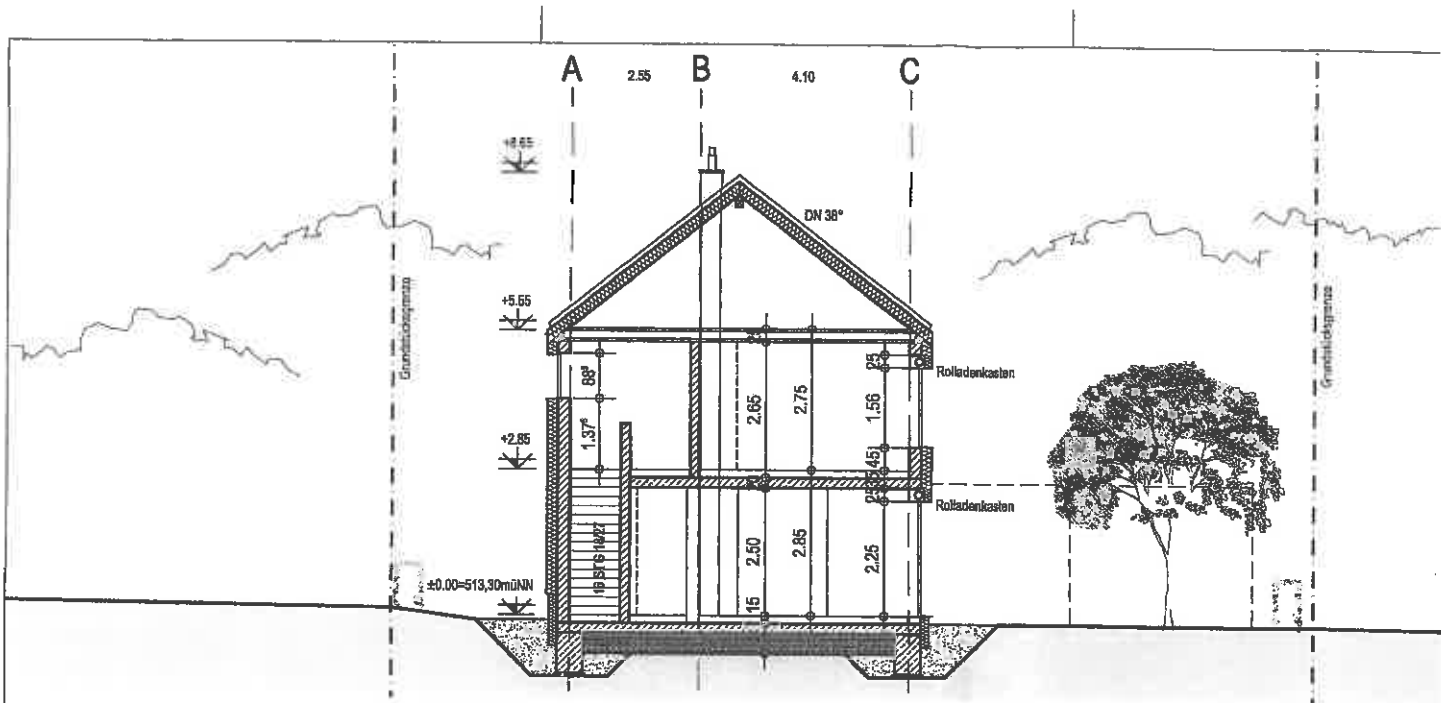 A 2.55 B 4.10 C
+8.65
DN 38°
Grundstücksgrenze
Grundstücksgrenze
+5.55
88⁵
1.37⁵
2.65
2.75
25
1.56
45
Rolladenkasten
+2.85
Rolladenkasten
16 STG 18/27
2.50
2.85
2.25
15
±0.00=513,30müNN